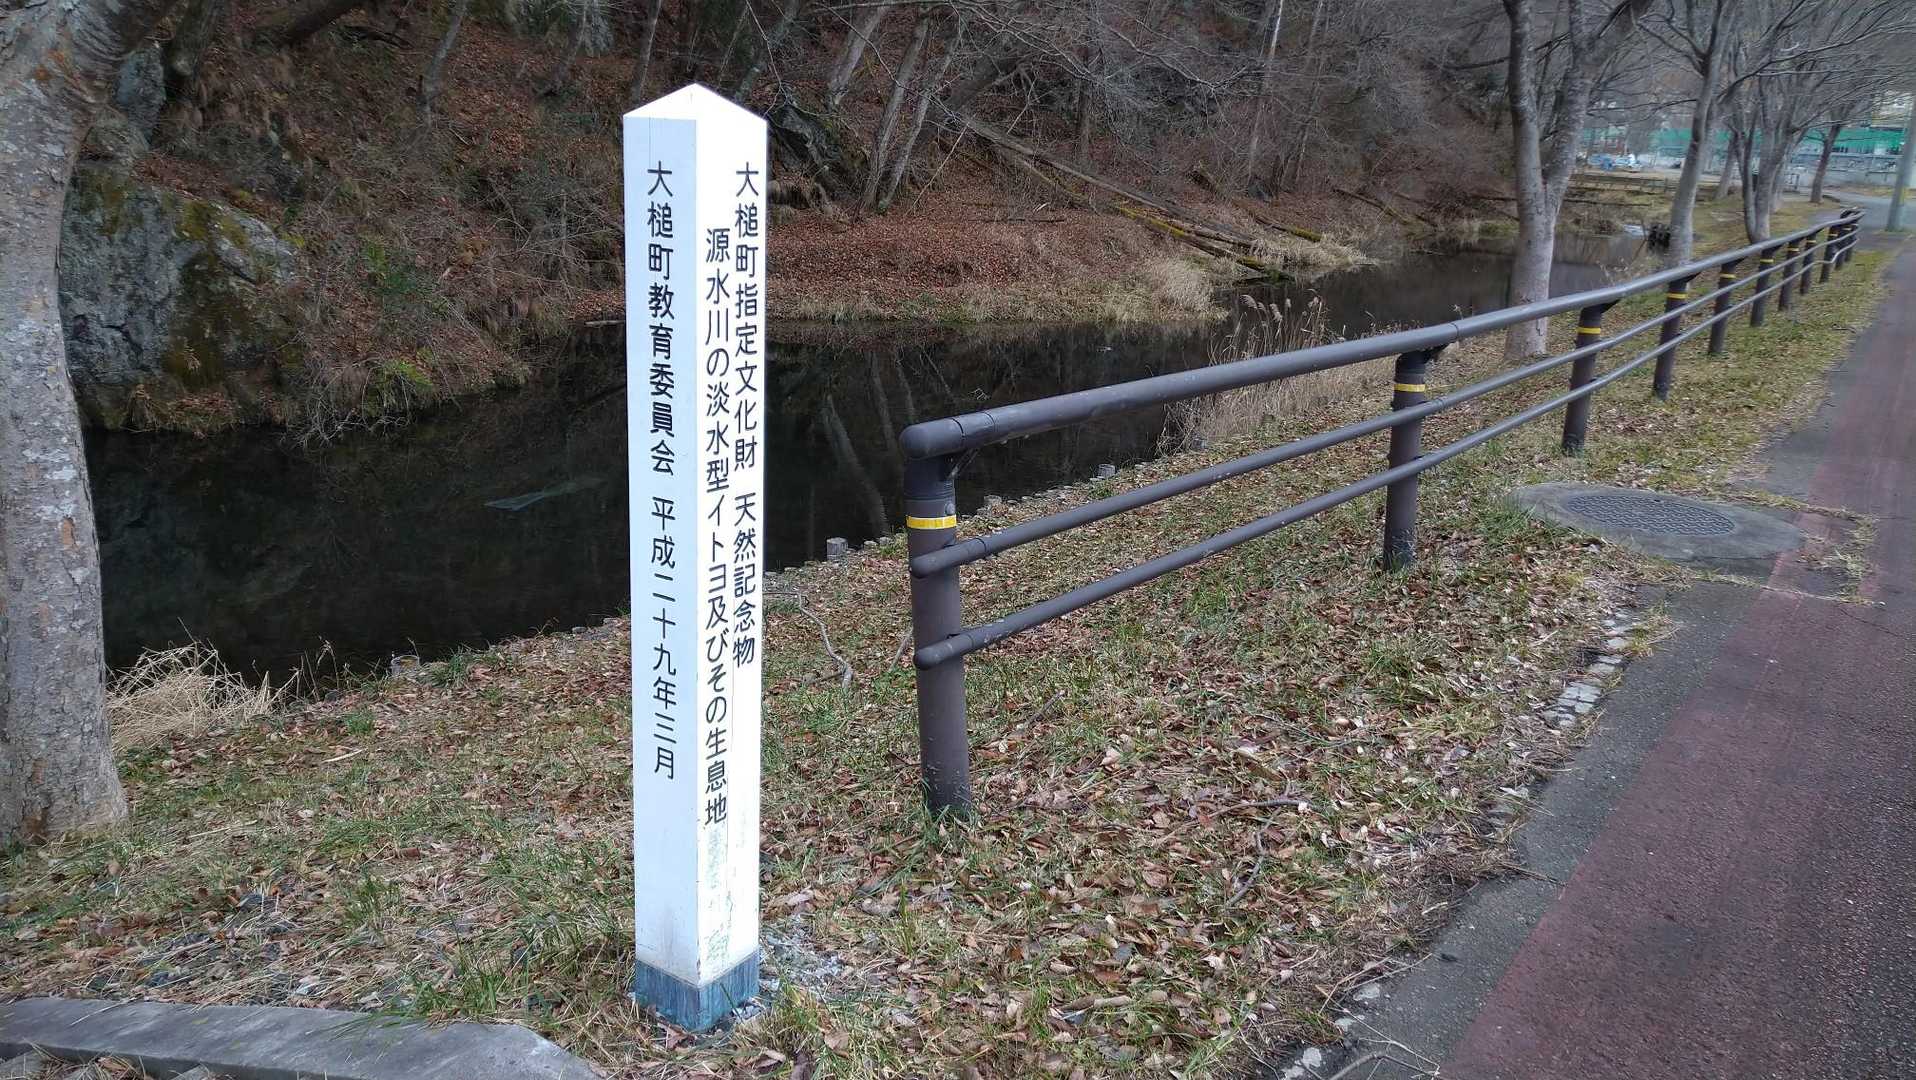 大槌町指定文化財 天然記念物
源水川の淡水型イトヨ及びその生息地
大槌町教育委員会 平成二十九年三月